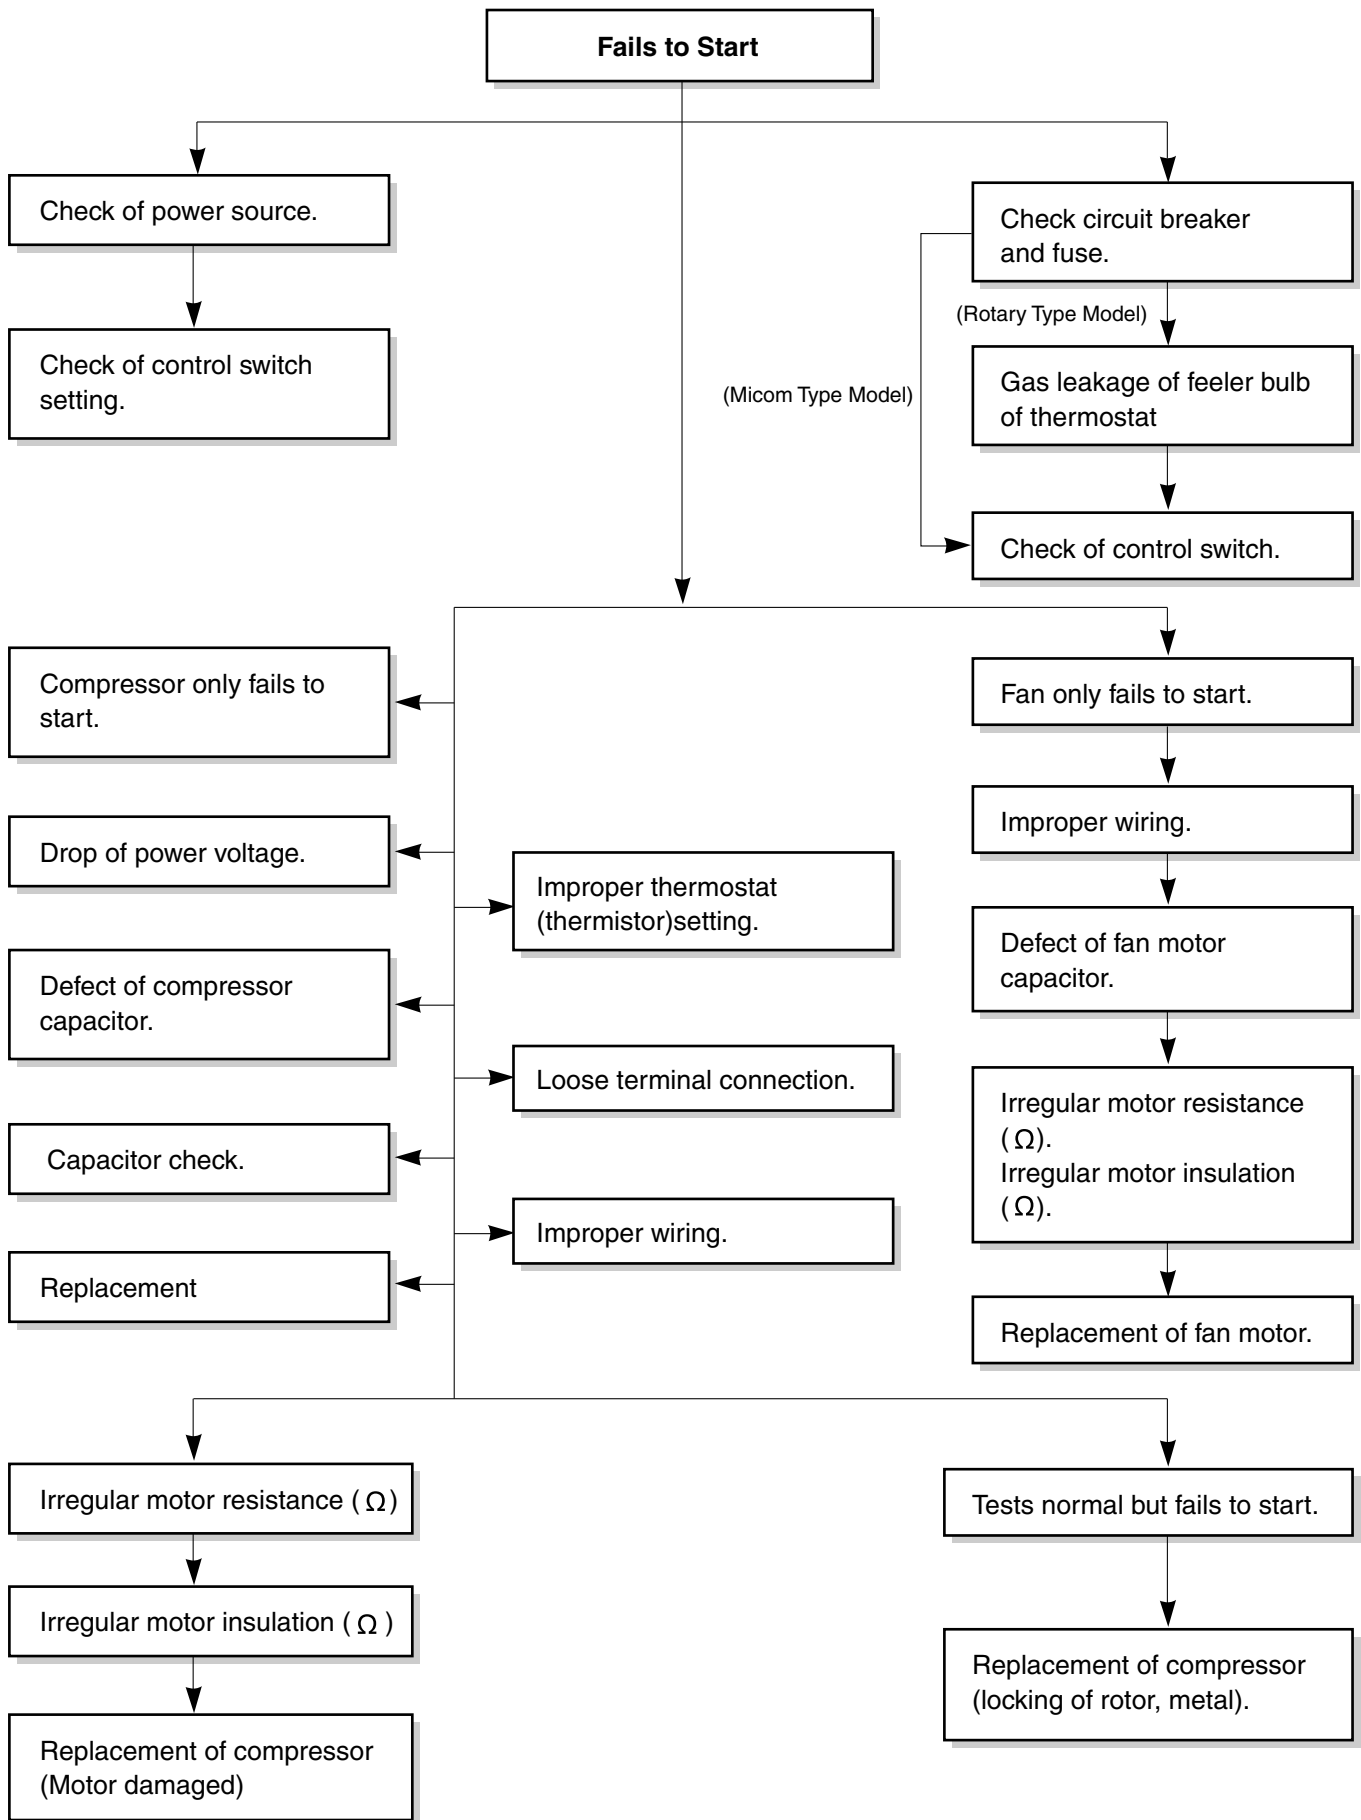 Fails to Start
Check of power source.
Check of control switch
setting.
Check circuit breaker
and fuse.
(Rotary Type Model)
(Micom Type Model)
Gas leakage of feeler bulb
of thermostat
Check of control switch.
Compressor only fails to
start.
Drop of power voltage.
Defect of compressor
capacitor.
Capacitor check.
Replacement
Improper thermostat
(thermistor)setting.
Loose terminal connection.
Improper wiring.
Fan only fails to start.
Improper wiring.
Defect of fan motor
capacitor.
Irregular motor resistance
(Ω).
Irregular motor insulation
(Ω).
Replacement of fan motor.
Irregular motor resistance (Ω)
Irregular motor insulation (Ω )
Replacement of compressor
(Motor damaged)
Tests normal but fails to start.
Replacement of compressor
(locking of rotor, metal).